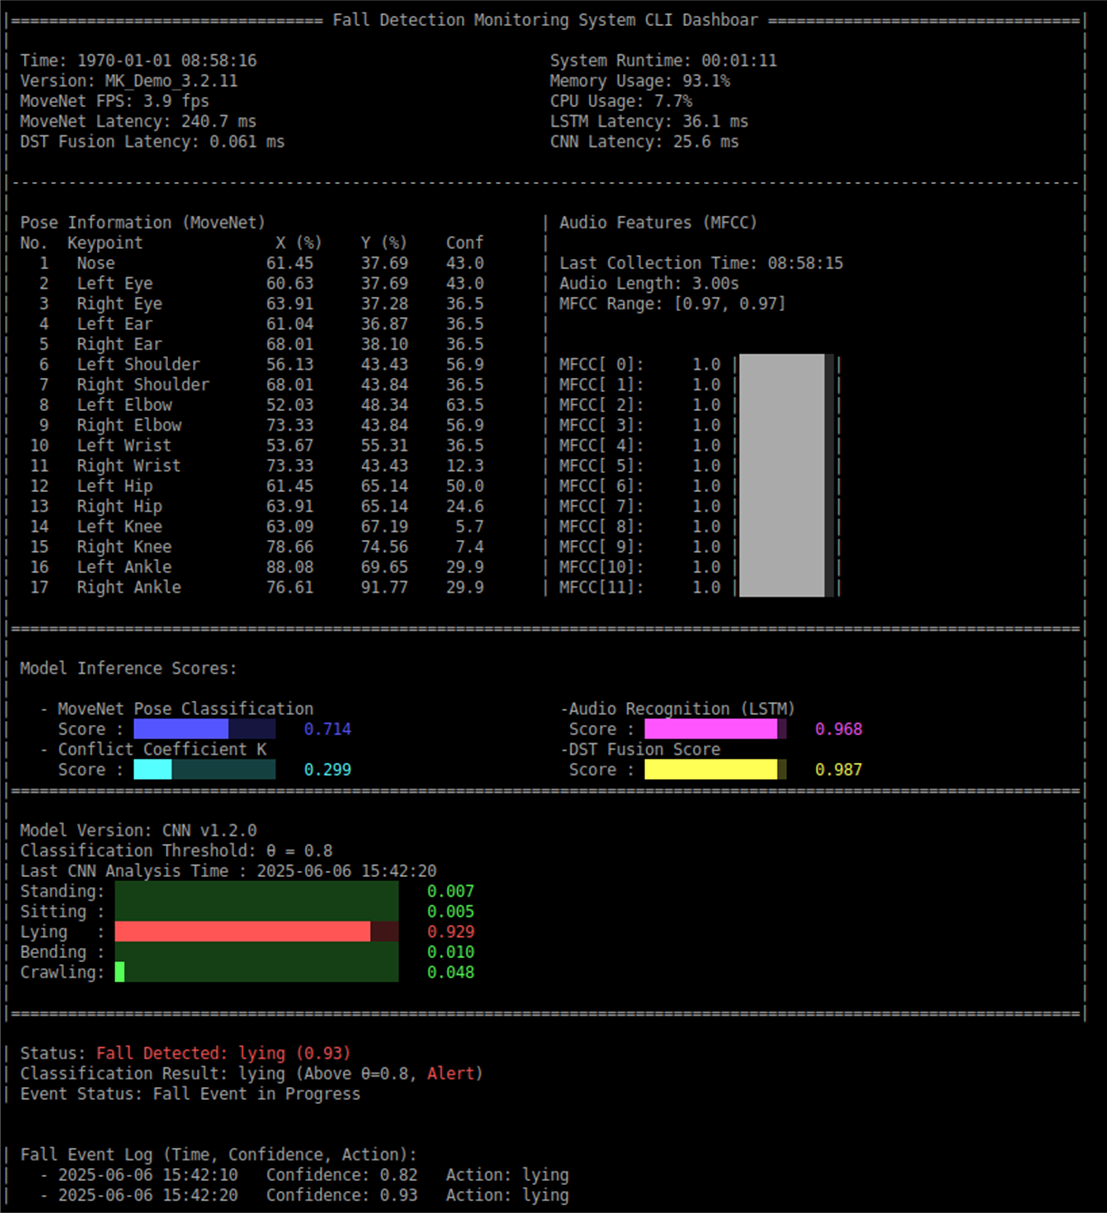 |================================= Fall Detection Monitoring System CLI Dashboar =================================|
| Time: 1970-01-01 08:58:16 System Runtime: 00:01:11 |
| Version: MK_Demo_3.2.11 Memory Usage: 93.1% |
| MoveNet FPS: 3.9 fps CPU Usage: 7.7% |
| MoveNet Latency: 240.7 ms LSTM Latency: 36.1 ms |
| DST Fusion Latency: 0.061 ms CNN Latency: 25.6 ms |
| Pose Information (MoveNet) | Audio Features (MFCC) |
| No. Keypoint X (%) Y (%) Conf | |
| 1 Nose 61.45 37.69 43.0 | Last Collection Time: 08:58:15 |
| 2 Left Eye 60.63 37.69 43.0 | Audio Length: 3.00s |
| 3 Right Eye 63.91 37.28 36.5 | MFCC Range: [0.97, 0.97] |
| 4 Left Ear 61.04 36.87 36.5 | |
| 5 Right Ear 68.01 38.10 36.5 | |
| 6 Left Shoulder 56.13 43.43 56.9 | MFCC[ 0]: 1.0 | | |
| 7 Right Shoulder 68.01 43.84 36.5 | MFCC[ 1]: 1.0 | | |
| 8 Left Elbow 52.03 48.34 63.5 | MFCC[ 2]: 1.0 | | |
| 9 Right Elbow 73.33 43.84 56.9 | MFCC[ 3]: 1.0 | | |
| 10 Left Wrist 53.67 55.31 36.5 | MFCC[ 4]: 1.0 | | |
| 11 Right Wrist 73.33 43.43 12.3 | MFCC[ 5]: 1.0 | | |
| 12 Left Hip 61.45 65.14 50.0 | MFCC[ 6]: 1.0 | | |
| 13 Right Hip 63.91 65.14 24.6 | MFCC[ 7]: 1.0 | | |
| 14 Left Knee 63.09 67.19 5.7 | MFCC[ 8]: 1.0 | | |
| 15 Right Knee 78.66 74.56 7.4 | MFCC[ 9]: 1.0 | | |
| 16 Left Ankle 88.08 69.65 29.9 | MFCC[10]: 1.0 | | |
| 17 Right Ankle 76.61 91.77 29.9 | MFCC[11]: 1.0 | | |
| Model Inference Scores: |
| - MoveNet Pose Classification -Audio Recognition (LSTM) |
| Score : 0.714 Score : 0.968 |
| - Conflict Coefficient K -DST Fusion Score |
| Score : 0.299 Score : 0.987 |
| Model Version: CNN v1.2.0 |
| Classification Threshold: θ = 0.8 |
| Last CNN Analysis Time : 2025-06-06 15:42:20 |
| Standing: 0.007 |
| Sitting : 0.005 |
| Lying : 0.929 |
| Bending : 0.010 |
| Crawling: 0.048 |
| Status: Fall Detected: lying (0.93)
| Classification Result: lying (Above θ=0.8, Alert)
| Event Status: Fall Event in Progress
| Fall Event Log (Time, Confidence, Action):
| - 2025-06-06 15:42:10 Confidence: 0.82 Action: lying
| - 2025-06-06 15:42:20 Confidence: 0.93 Action: lying